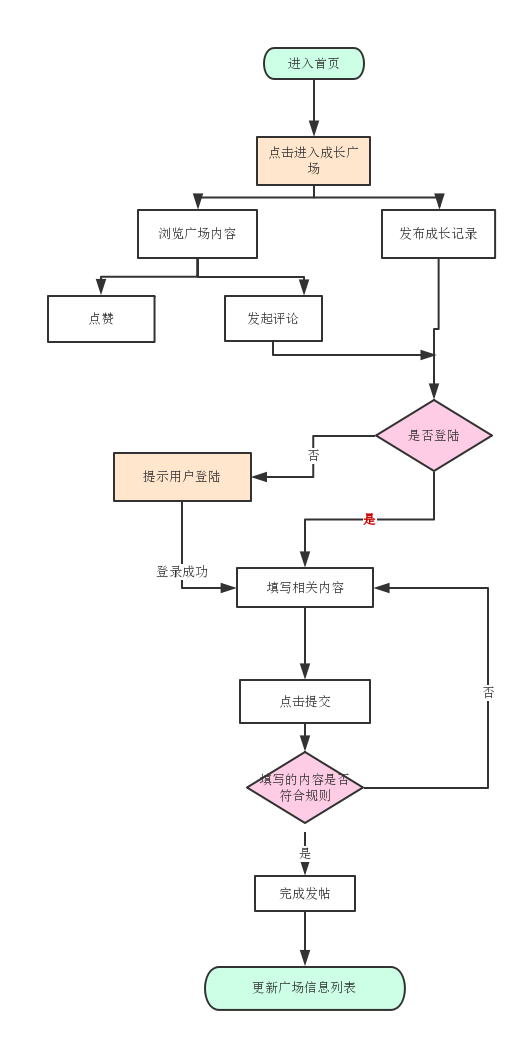 进入首页
点击进入成长广
场
浏览广场内容
发布成长记录
点赞
发起评论
是否登陆
否
提示用户登陆
是
登录成功
填写相关内容
点击提交
否
填写的内容是否
符合规则
是
完成发帖
更新广场信息列表